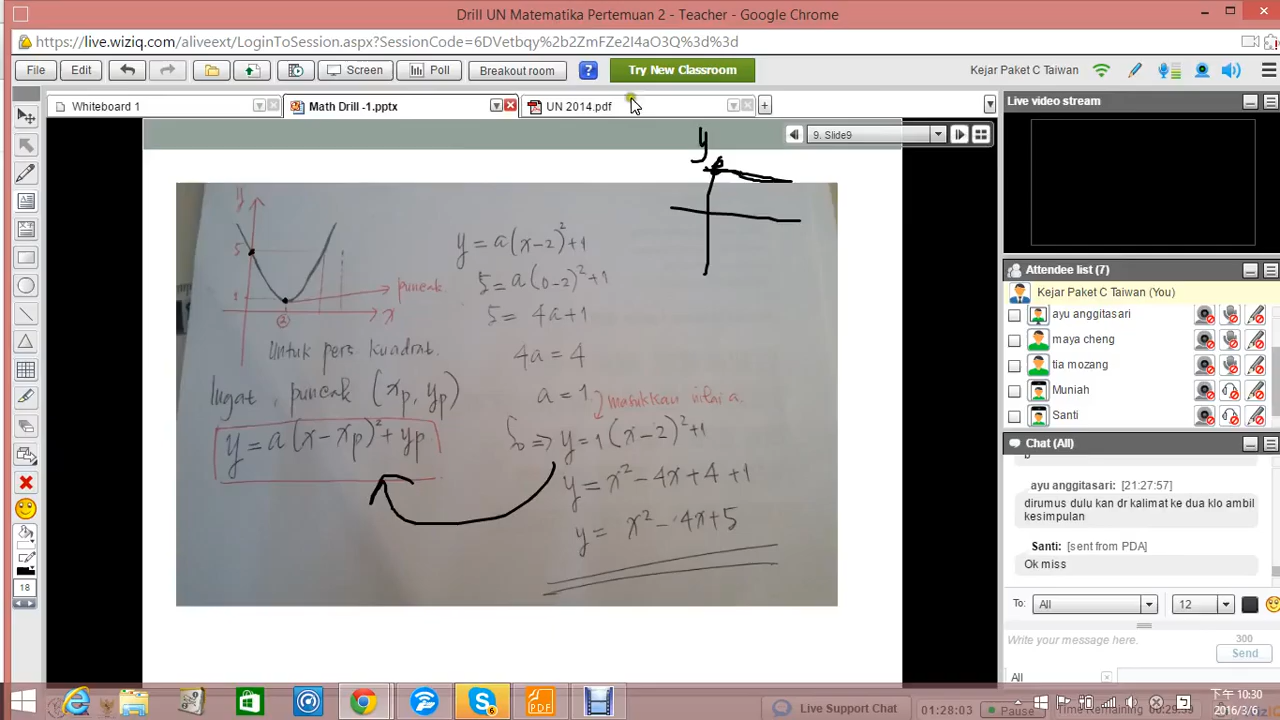 Drill UN Matematika Pertemuan 2 - Teacher - Google Chrome
https://live.wiziq.com/aliveext/LoginToSession.aspx?SessionCode=6DVetbqy%2b2ZmFZe2I4aO3Q%3d%3d
File Edit Screen Poll Breakout room ? Try New Classroom Kejar Paket C Taiwan
Whiteboard 1 Math Drill -1.pptx UN 2014.pdf
9. Slide9
Live video stream
y
y
5
1
2
x
puncak
Untuk pers kuadrat.
Ingat, puncak (xp, yp)
y = a(x - xp)² + yp
y = a(x-2)²+1
5 = a(0-2)²+1
5 = 4a+1
4a = 4
a = 1
masukkan nilai a.
So ⇒ y = 1(x-2)²+1
y = x² - 4x + 4 + 1
y = x² - 4x + 5
Attendee list (7)
Kejar Paket C Taiwan (You)
ayu anggitasari
maya cheng
tia mozang
Muniah
Santi
Chat (All)
ayu anggitasari [21:27:57]
dirumus dulu kan dr kalimat ke dua klo ambil
kesimpulan
Santi: [sent from PDA]
Ok miss
To: All 12
Write your message here... 300
Send
All
18
Live Support Chat
01:28:03 Pause
Time Remaining
下午 10:30
2016/3/6